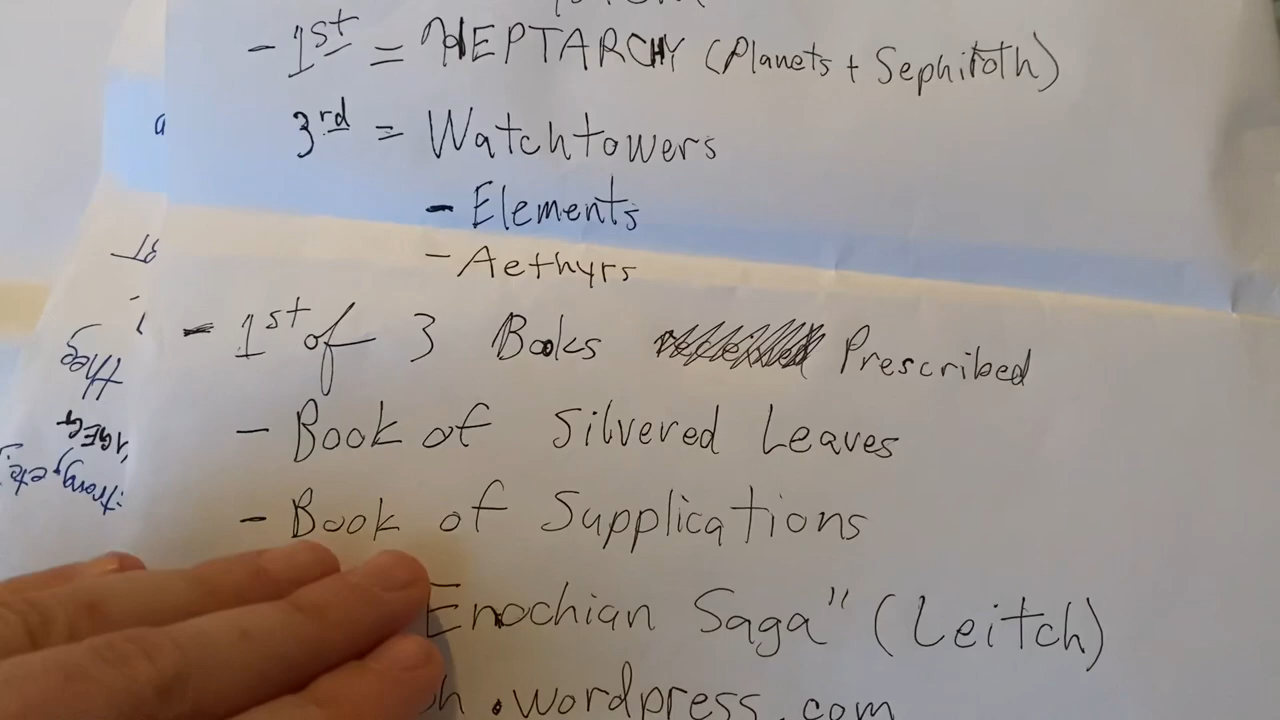 - 1st = HEPTARCHY (Planets + Sephiroth)
3rd = Watchtowers
- Elements
- Aethyrs
- 1st of 3 Books Prescribed
- Book of Silvered Leaves
- Book of Supplications
Enochian Saga" (Leitch)
.wordpress.com